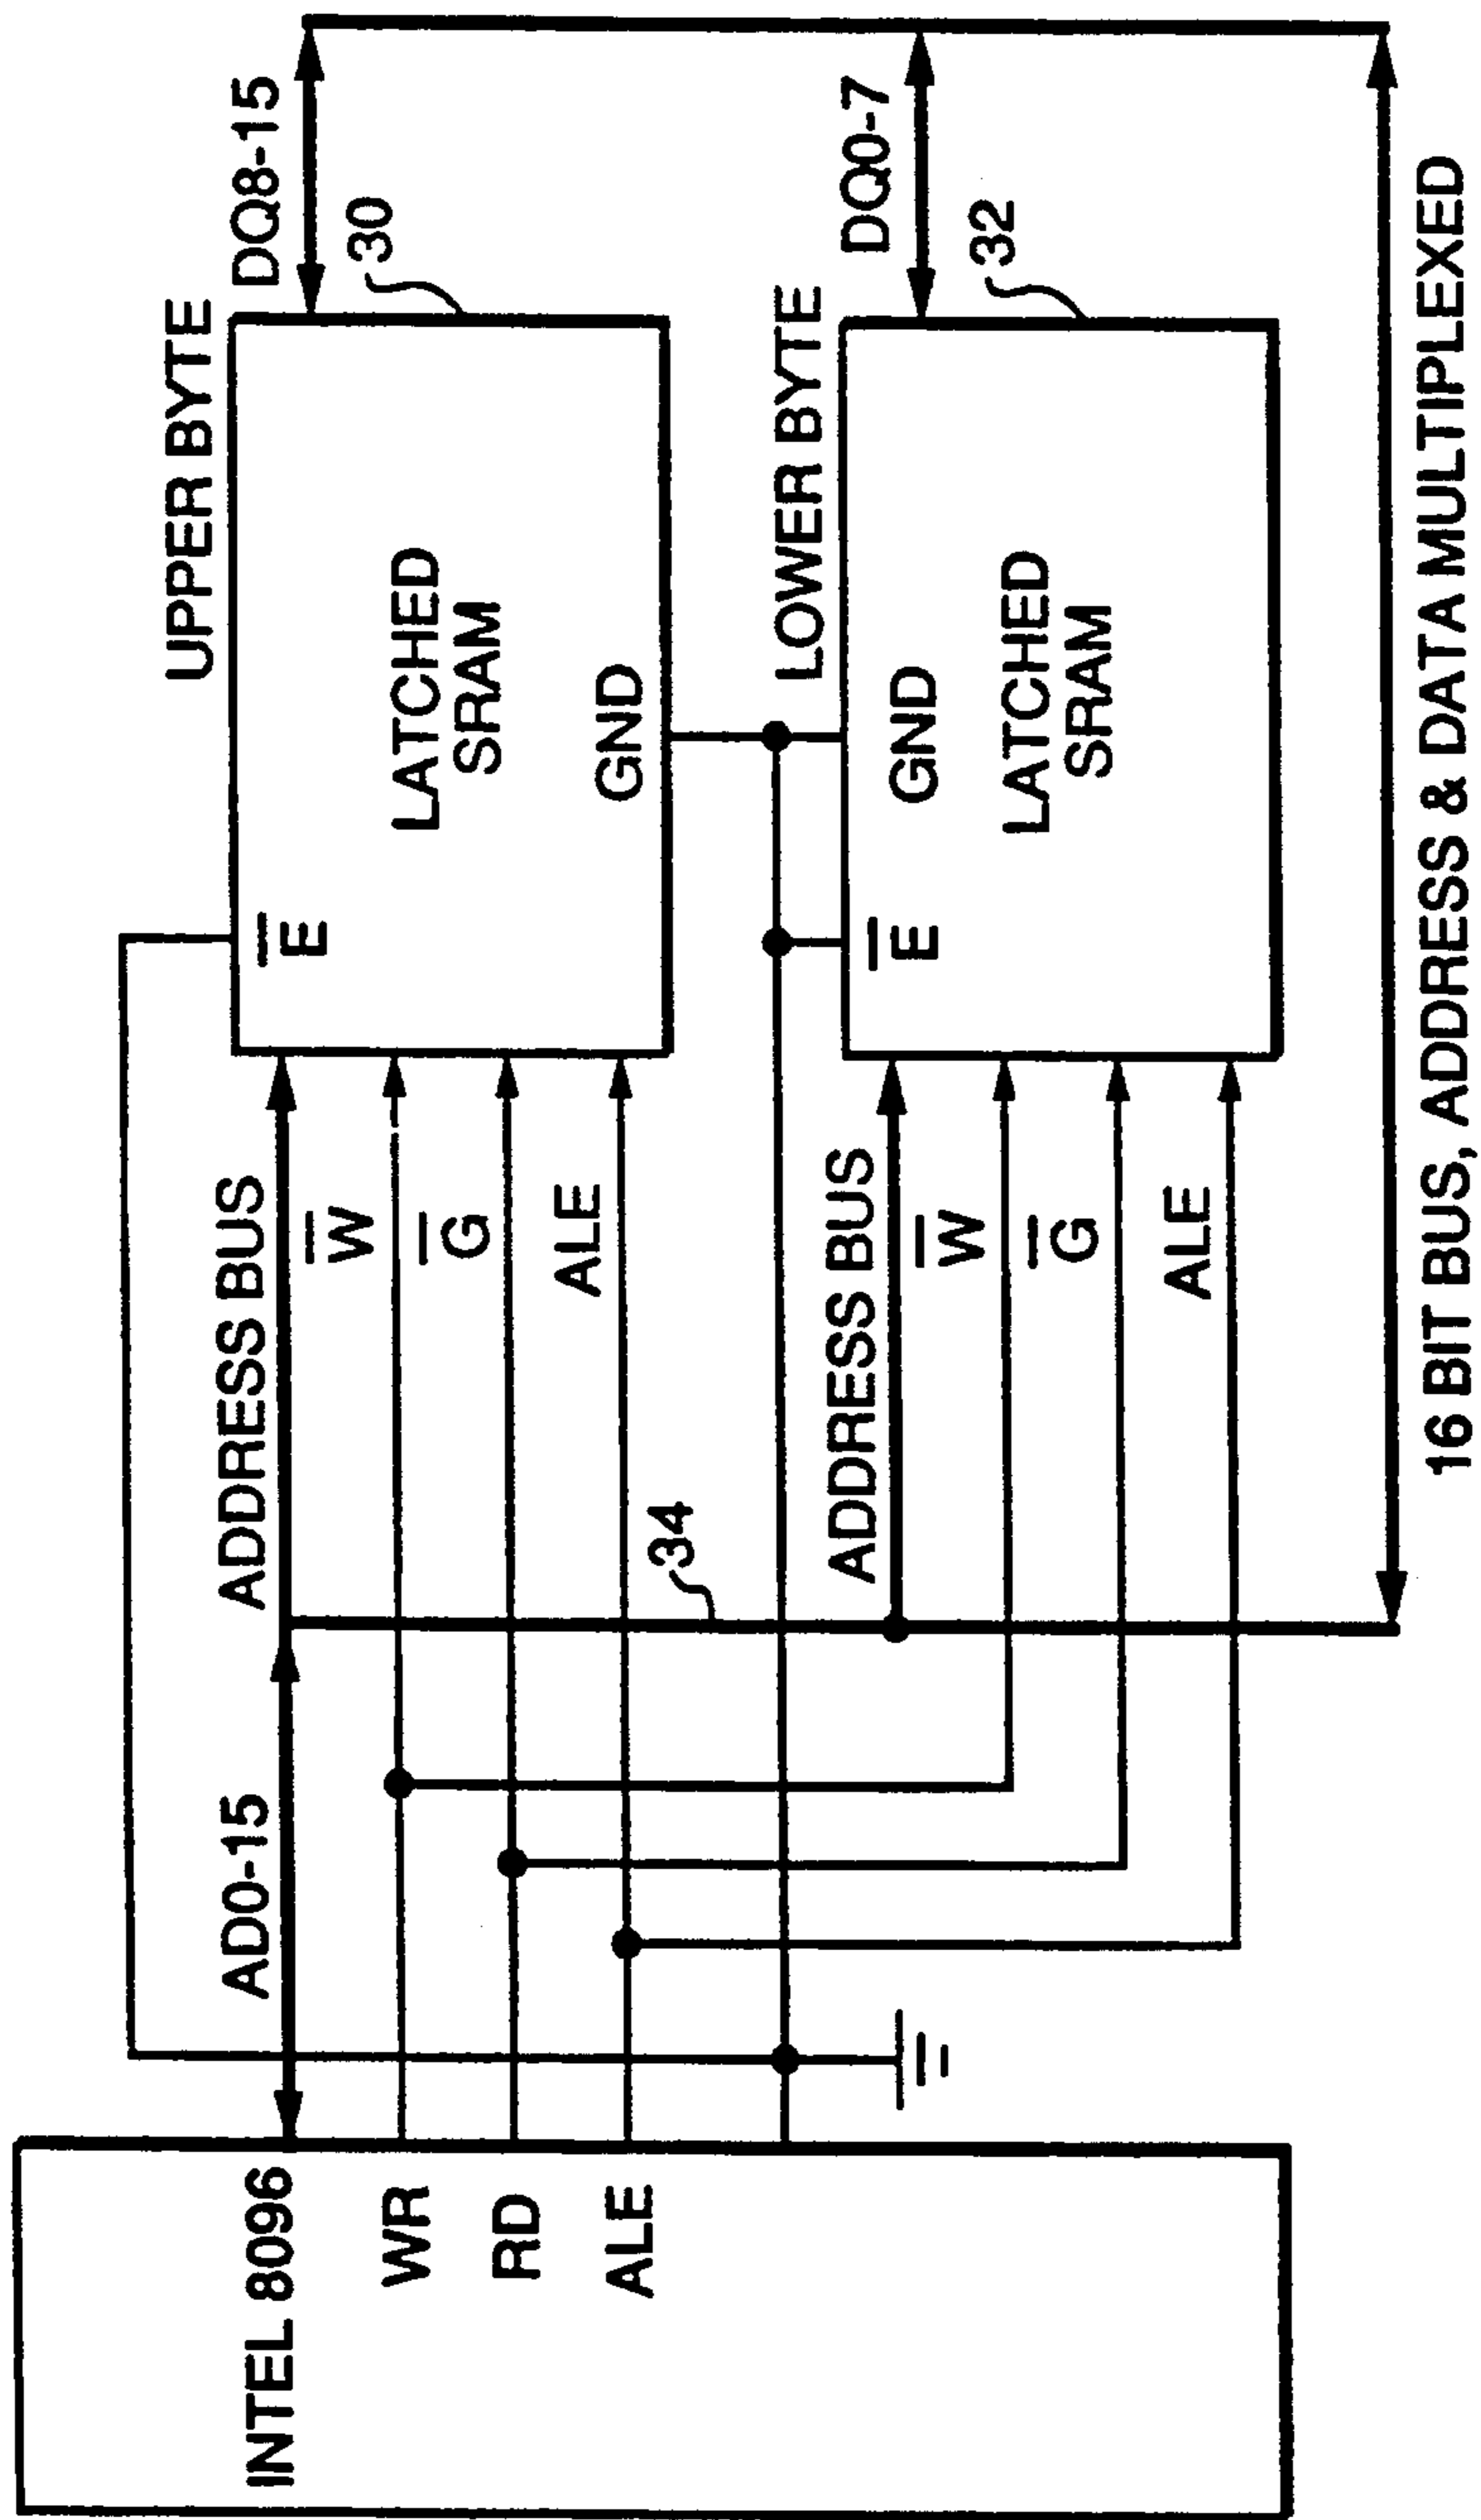 INTEL 8096
WR
RD
ALE
AD0-15
ADDRESS BUS
W̅
G̅
ALE
34
ADDRESS BUS
W̅
G̅
ALE
UPPER BYTE
E̅
LATCHED
SRAM
GND
30
DQ8-15
LOWER BYTE
E̅
GND
LATCHED
SRAM
32
DQ0-7
16 BIT BUS, ADDRESS & DATA MULTIPLEXED